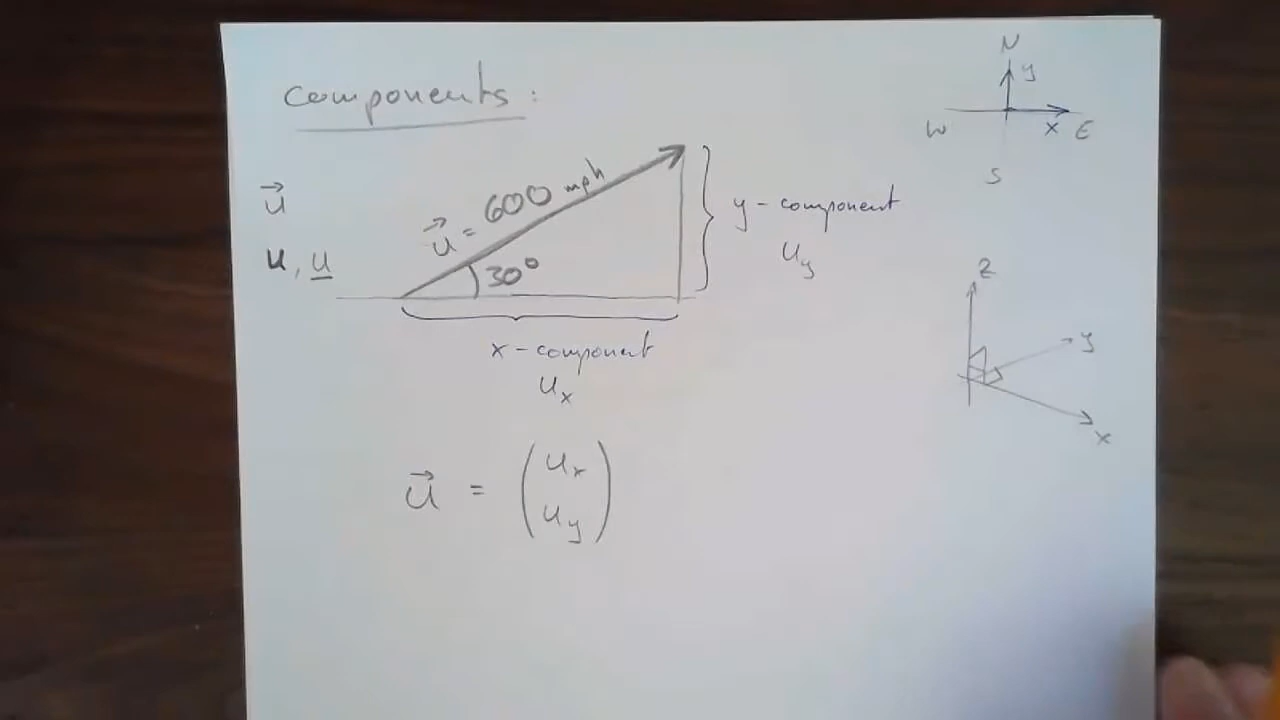 components :
N
y
W
x E
S
u⃗
u, u
u⃗ = 600 mph
30°
y - component
u_y
x - component
u_x
z
y
x
u⃗ = ( u_x
u_y )